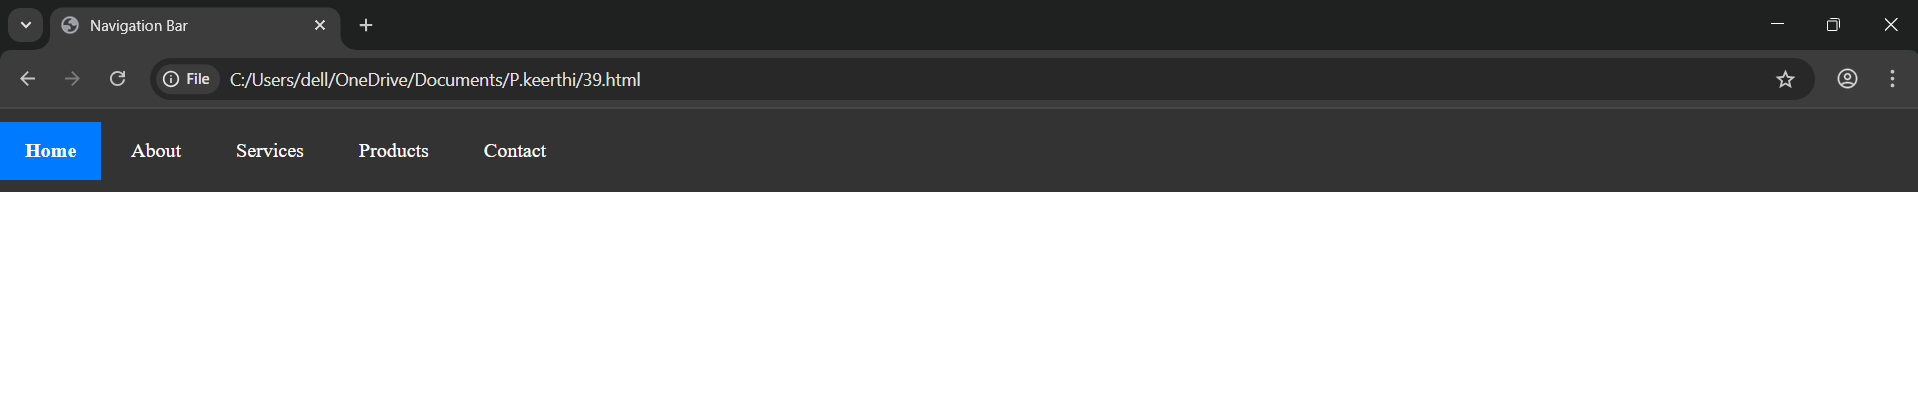 Navigation Bar
File C:/Users/dell/OneDrive/Documents/P.keerthi/39.html
Home About Services Products Contact